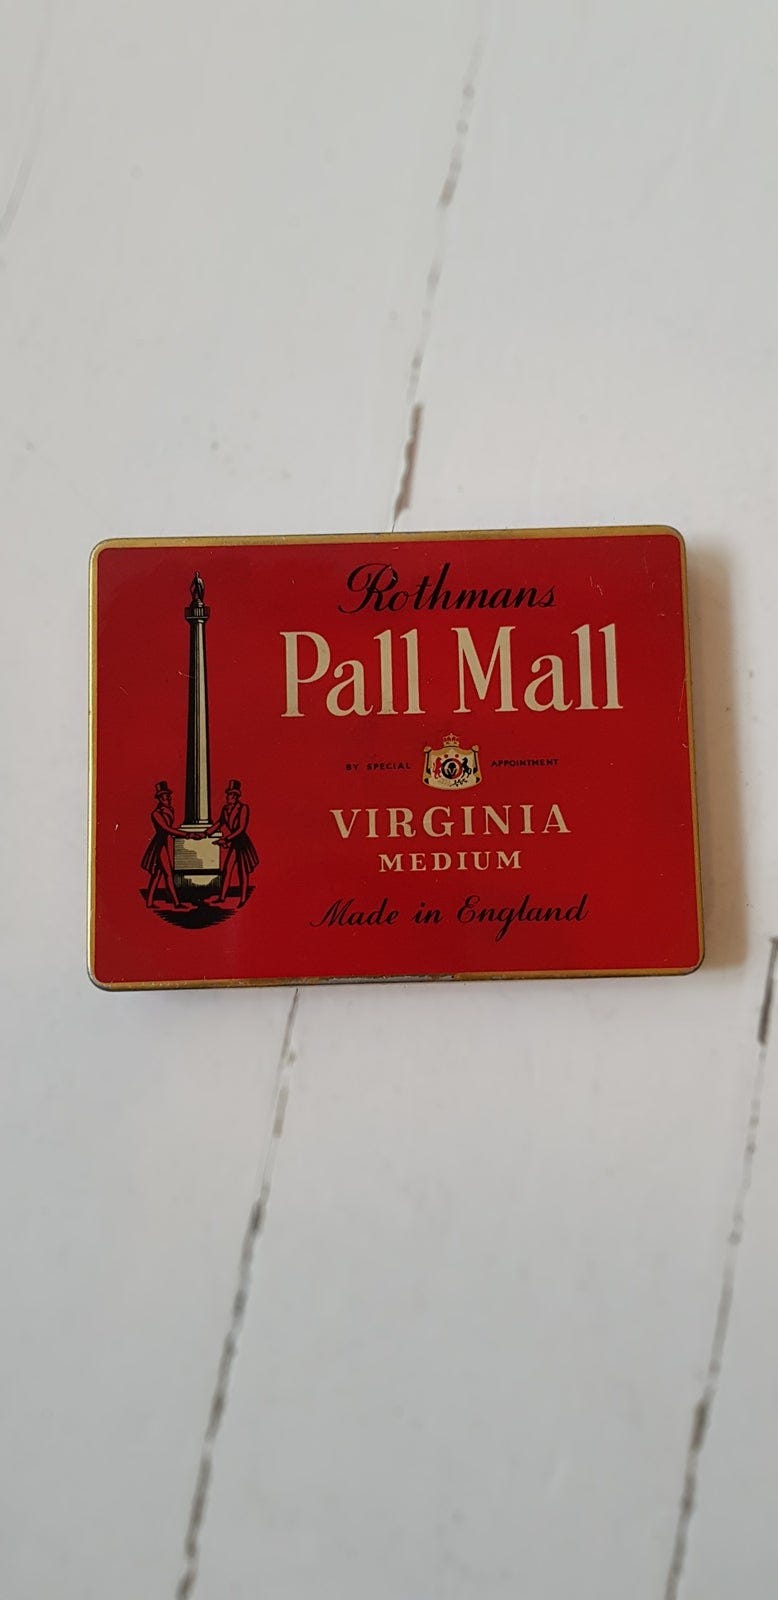 Rothmans
Pall Mall
BY SPECIAL APPOINTMENT
VIRGINIA
MEDIUM
Made in England